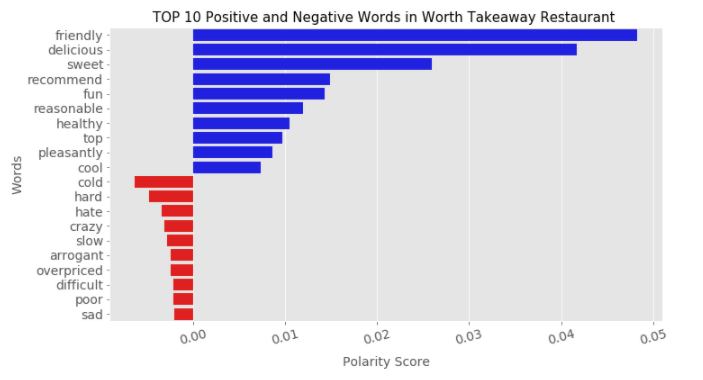 TOP 10 Positive and Negative Words in Worth Takeaway Restaurant
Words
friendly
delicious
sweet
recommend
fun
reasonable
healthy
top
pleasantly
cool
cold
hard
hate
crazy
slow
arrogant
overpriced
difficult
poor
sad
0.00 0.01 0.02 0.03 0.04 0.05
Polarity Score